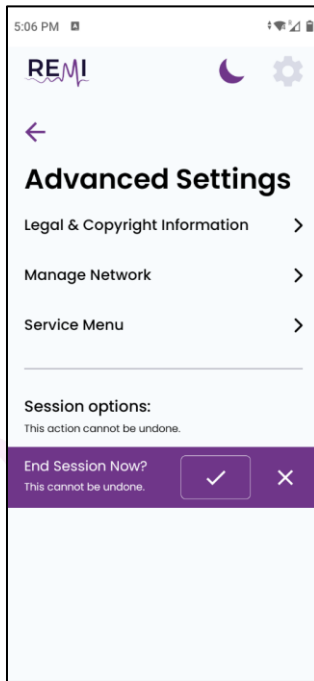 5:06 PM
REMI
Advanced Settings
Legal & Copyright Information
Manage Network
Service Menu
Session options:
This action cannot be undone.
End Session Now?
This cannot be undone.